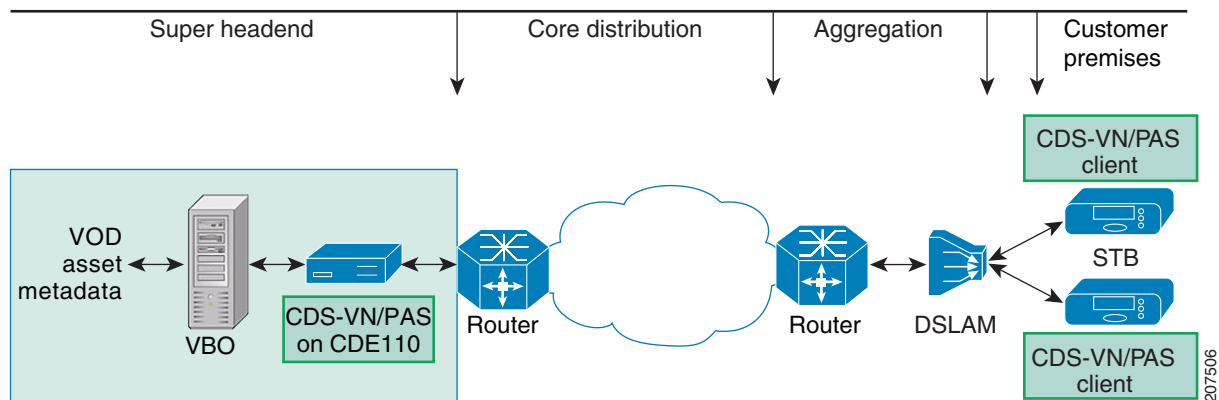 Super headend
Core distribution
Aggregation
Customer
premises
CDS-VN/PAS
client
VOD
asset
metadata
VBO
CDS-VN/PAS
on CDE110
Router
Router
DSLAM
STB
CDS-VN/PAS
client
207506